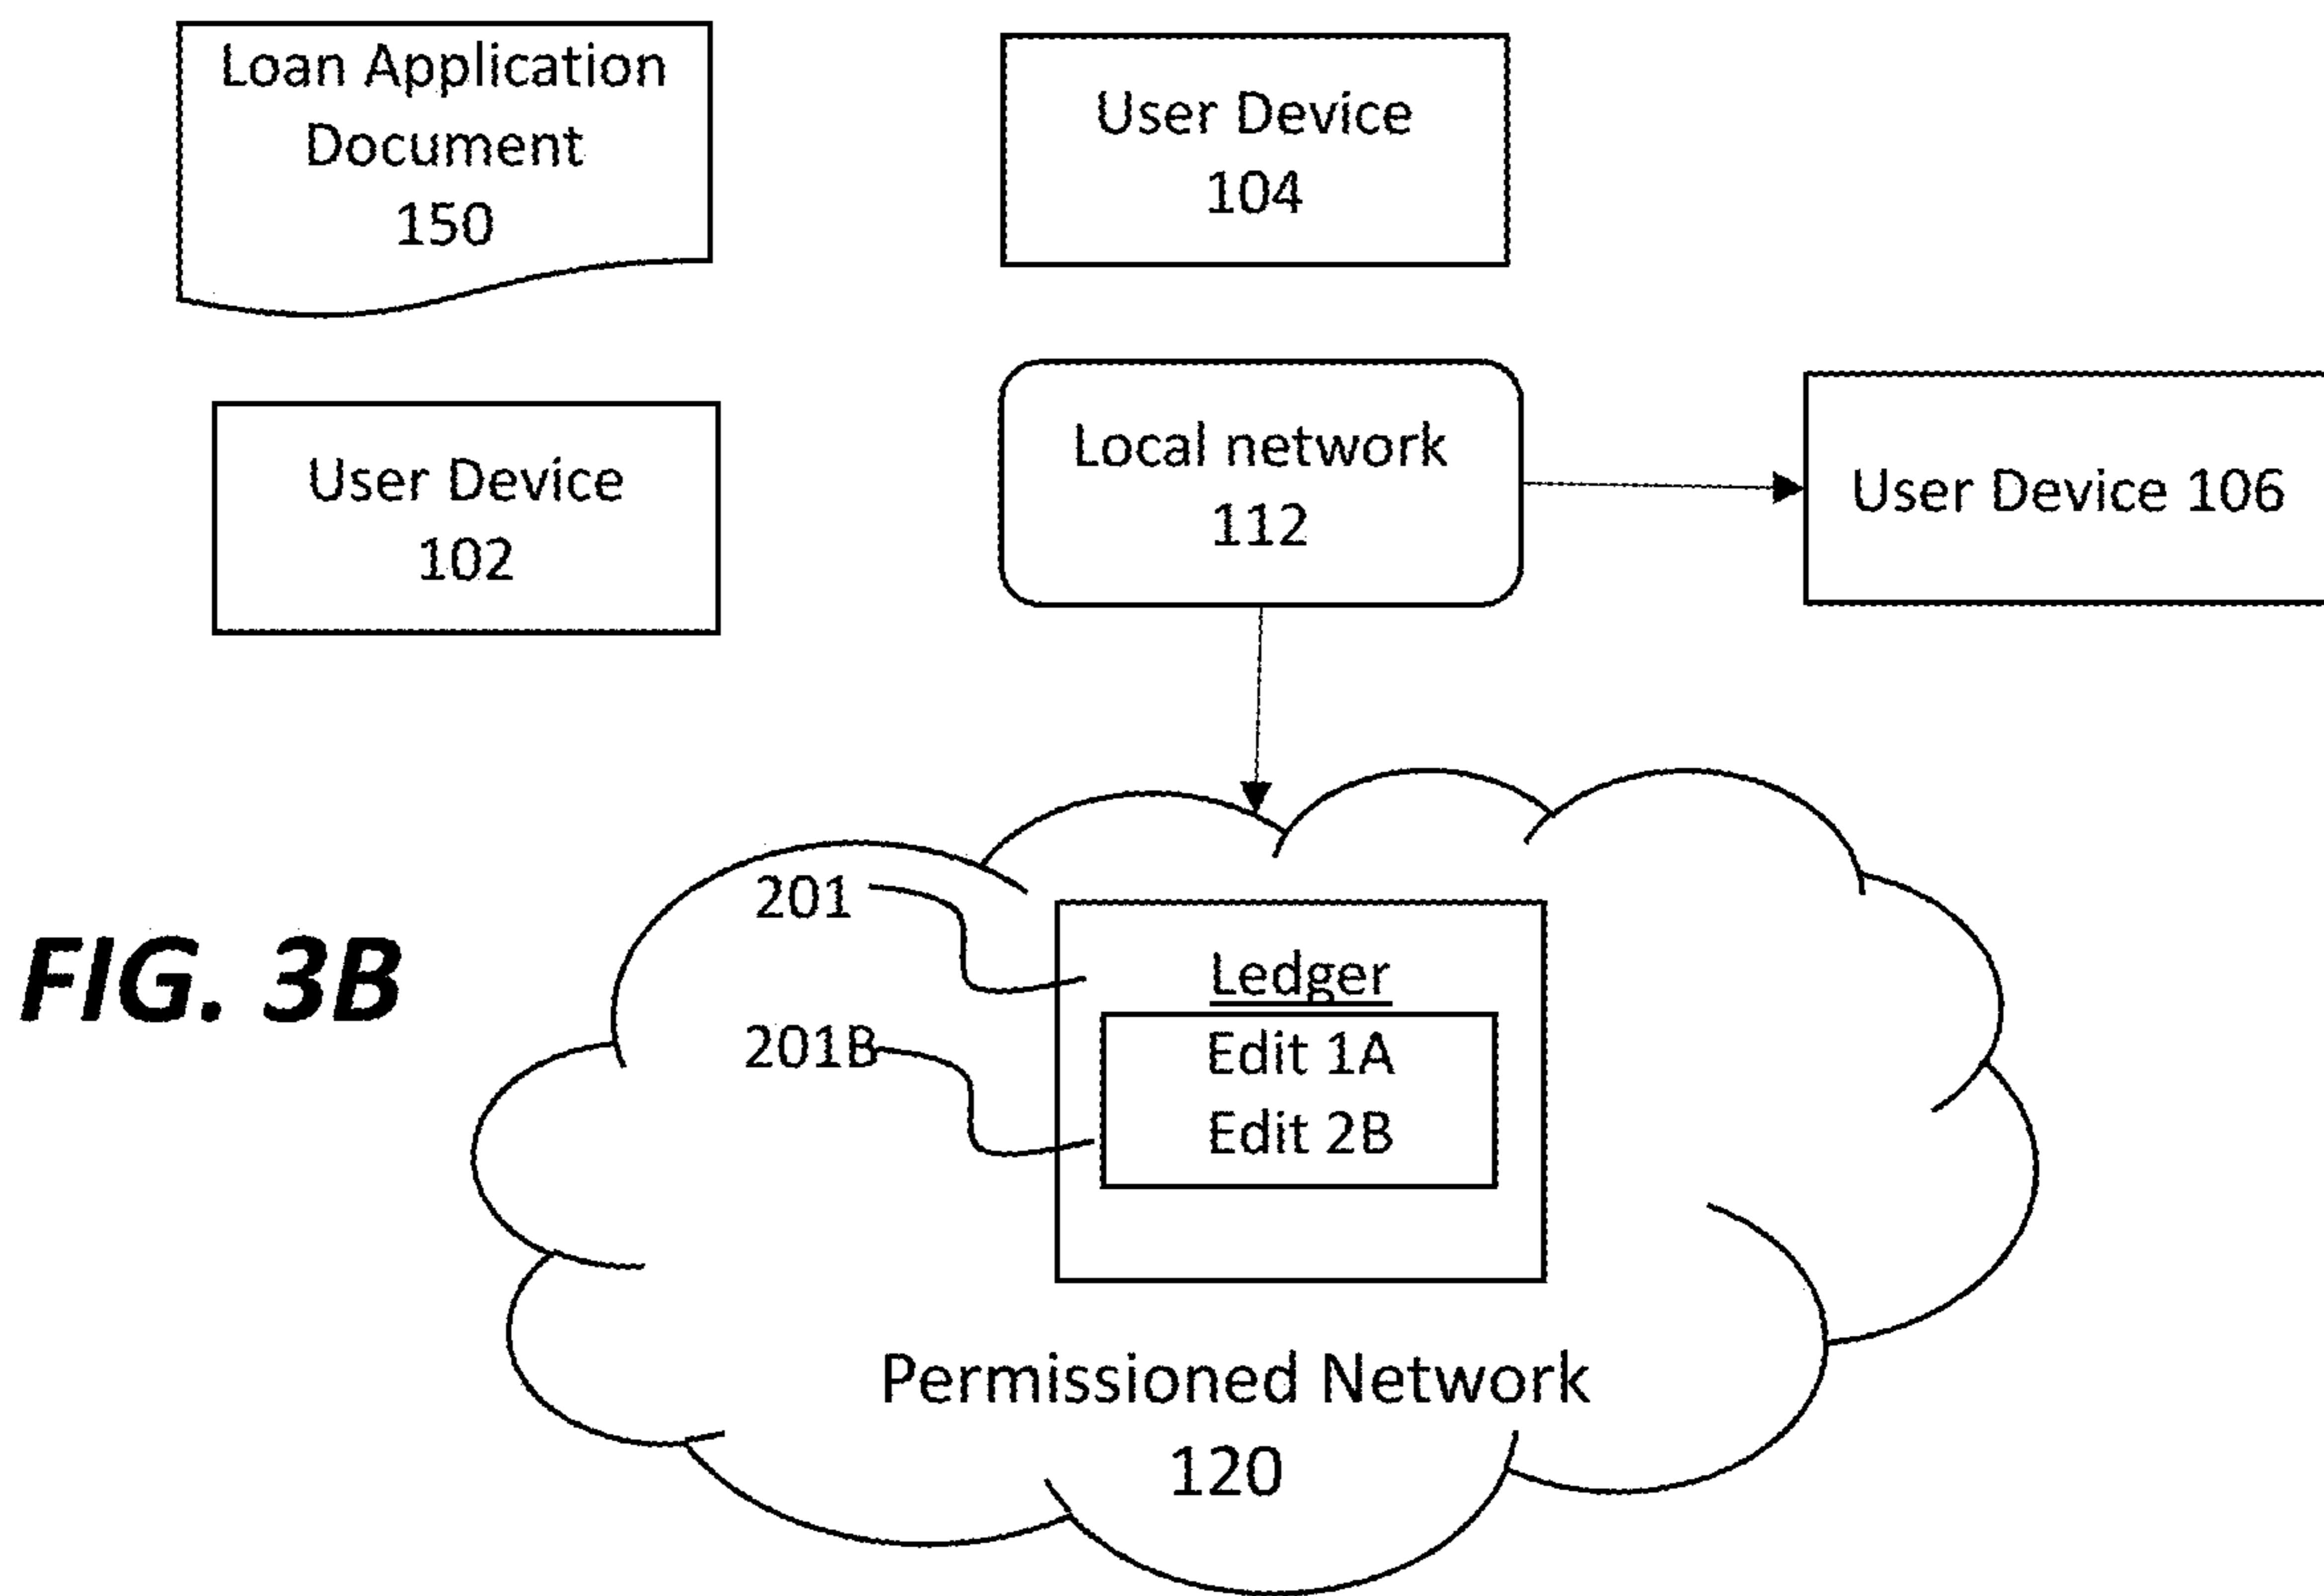 Loan Application
Document
150
User Device
104
User Device
102
Local network
112
User Device 106
FIG. 3B
201
201B
Ledger
Edit 1A
Edit 2B
Permissioned Network
120